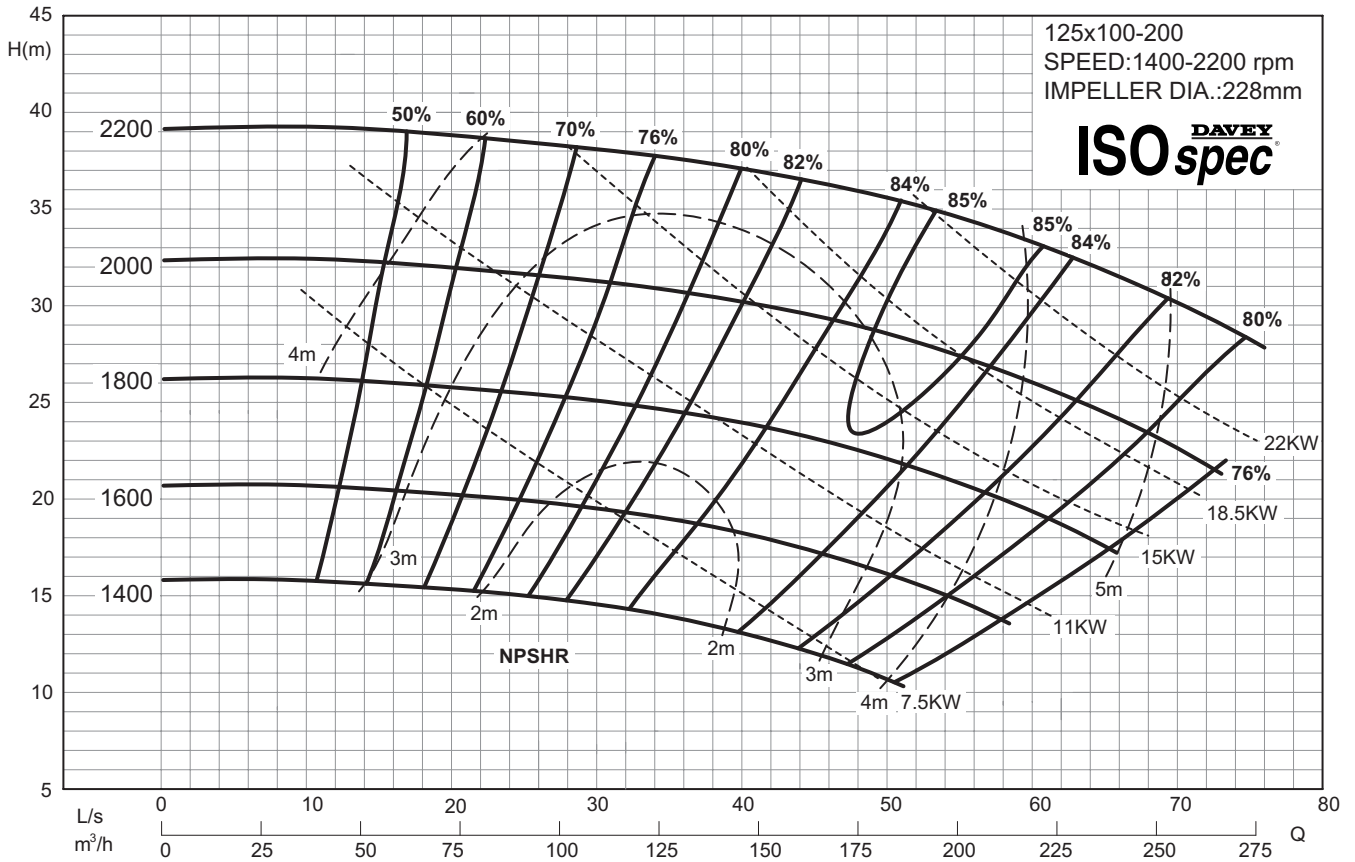 45
H(m)
40
35
30
25
20
15
10
5
125x100-200
SPEED:1400-2200 rpm
IMPELLER DIA.:228mm
ISO DAVEY spec®
2200
2000
1800
1600
1400
50%
60%
70%
76%
80%
82%
84%
85%
85%
84%
82%
80%
76%
4m
3m
2m
NPSHR
2m
3m
4m
5m
22KW
18.5KW
15KW
11KW
7.5KW
L/s
0 10 20 30 40 50 60 70 80
m³/h
0 25 50 75 100 125 150 175 200 225 250 275
Q